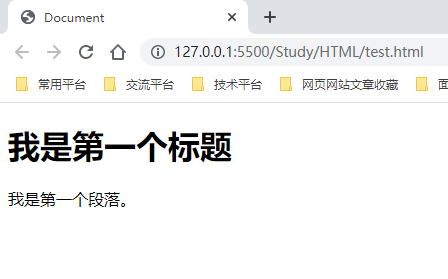 Document
127.0.0.1:5500/Study/HTML/test.html
常用平台 交流平台 技术平台 网页网站文章收藏 面
我是第一个标题
我是第一个段落。